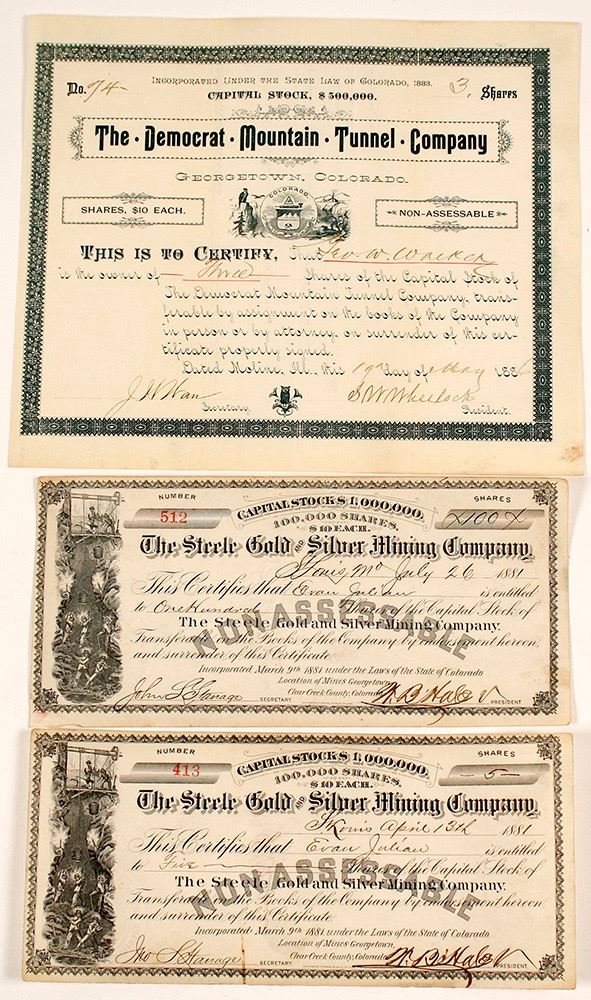 INCORPORATED UNDER THE STATE LAW OF COLORADO, 1883.
No. 74 CAPITAL STOCK, $500,000. 3, Shares
The · Democrat · Mountain · Tunnel · Company
GEORGETOWN, COLORADO.
COLORADO
SHARES, $10 EACH. NON-ASSESSABLE
THIS IS TO CERTIFY, That Geo. W. Walker
is the owner of Three Shares of the Capital Stock of
The Democrat Mountain Tunnel Company, trans-
ferable by assignment on the books of the Company
in person or by attorney on surrender of this cer-
tificate properly signed.
Dated Moline, Ill., this 19th day of May 1886
S W Wheelock
Secretary. President.
NUMBER CAPITAL STOCK $1,000,000. SHARES
512 100,000 SHARES, X100X
$10 EACH.
The Steele Gold AND Silver Mining Company.
St Louis, Mo July 26 1881
This Certifies that Evan Julian is entitled
to One Hundred Shares of the Capital Stock of
The Steele Gold and Silver Mining Company.
NON ASSESSABLE
Transferable on the Books of the Company by endorsement hereon,
and surrender of this Certificate.
Incorporated March 9th 1881 under the Laws of the State of Colorado
Location of Mines Georgetown,
Clear Creek County, Colorado
John S. SECRETARY PRESIDENT
NUMBER CAPITAL STOCK $1,000,000. SHARES
413 100,000 SHARES, -5-
$10 EACH.
The Steele Gold AND Silver Mining Company.
St Louis April 13th 1881
This Certifies that Evan Julian is entitled
to Five Shares of the Capital Stock of
The Steele Gold and Silver Mining Company.
NON ASSESSABLE
Transferable on the Books of the Company by endorsement hereon
and surrender of this Certificate.
Incorporated March 9th 1881 under the Laws of the State of Colorado
Location of Mines Georgetown,
Clear Creek County, Colorado
Jno S SECRETARY PRESIDENT